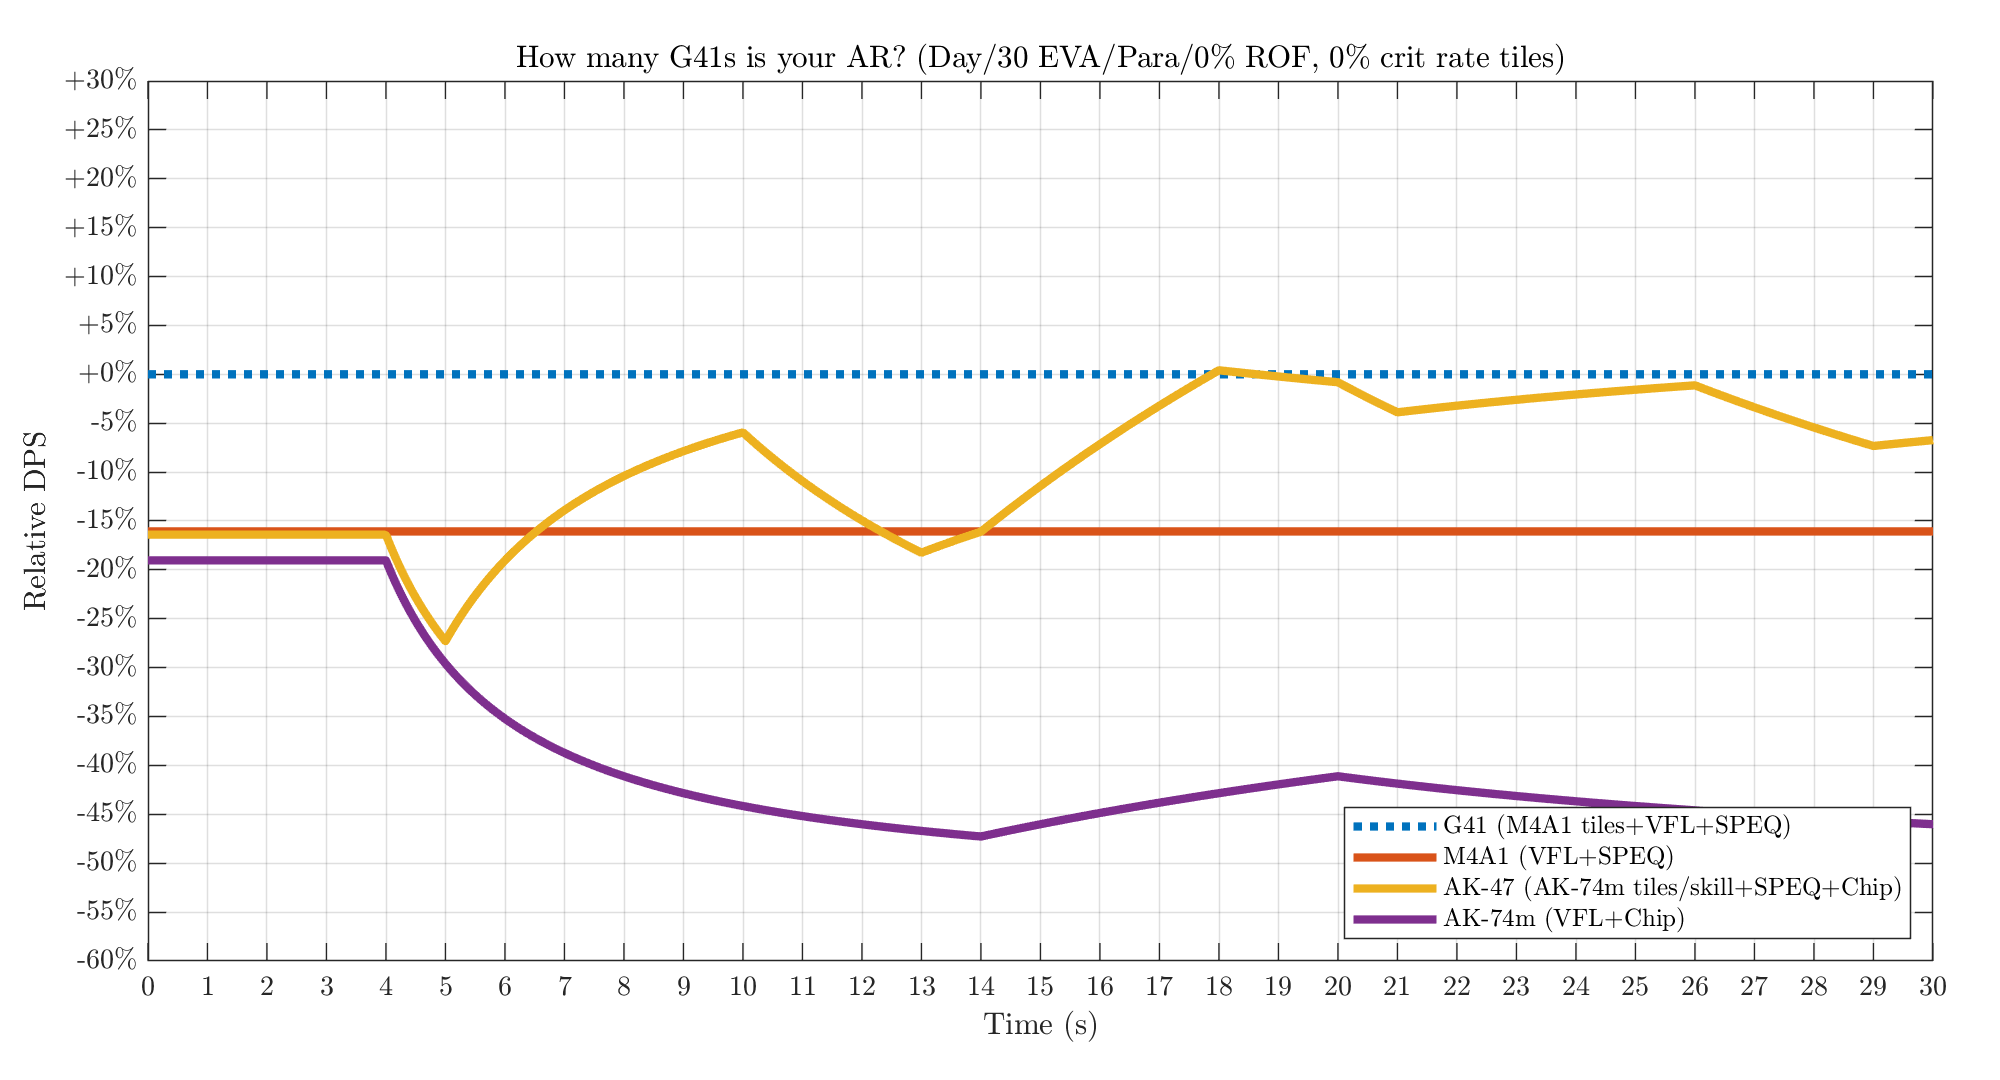 How many G41s is your AR? (Day/30 EVA/Para/0% ROF, 0% crit rate tiles)
+30%
+25%
+20%
+15%
+10%
+5%
+0%
-5%
-10%
-15%
-20%
-25%
-30%
-35%
-40%
-45%
-50%
-55%
-60%
Relative DPS
G41 (M4A1 tiles+VFL+SPEQ)
M4A1 (VFL+SPEQ)
AK-47 (AK-74m tiles/skill+SPEQ+Chip)
AK-74m (VFL+Chip)
0 1 2 3 4 5 6 7 8 9 10 11 12 13 14 15 16 17 18 19 20 21 22 23 24 25 26 27 28 29 30
Time (s)